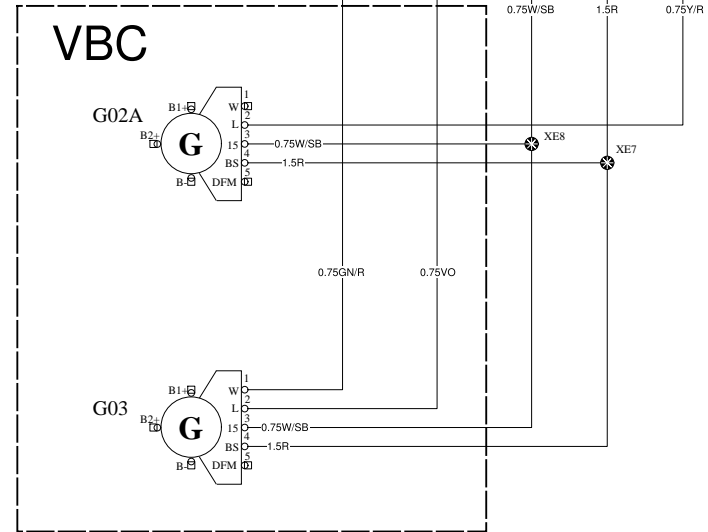 0.75W/SB 1.5R 0.75Y/R
VBC
G02A
B1+
B2+
G
B-
1
W
2
L
3
15
0.75W/SB
XE8
4
BS
1.5R
XE7
5
DFM
0.75GN/R 0.75VO
G03
B1+
B2+
G
B-
1
W
2
L
3
15
0.75W/SB
4
BS
1.5R
5
DFM